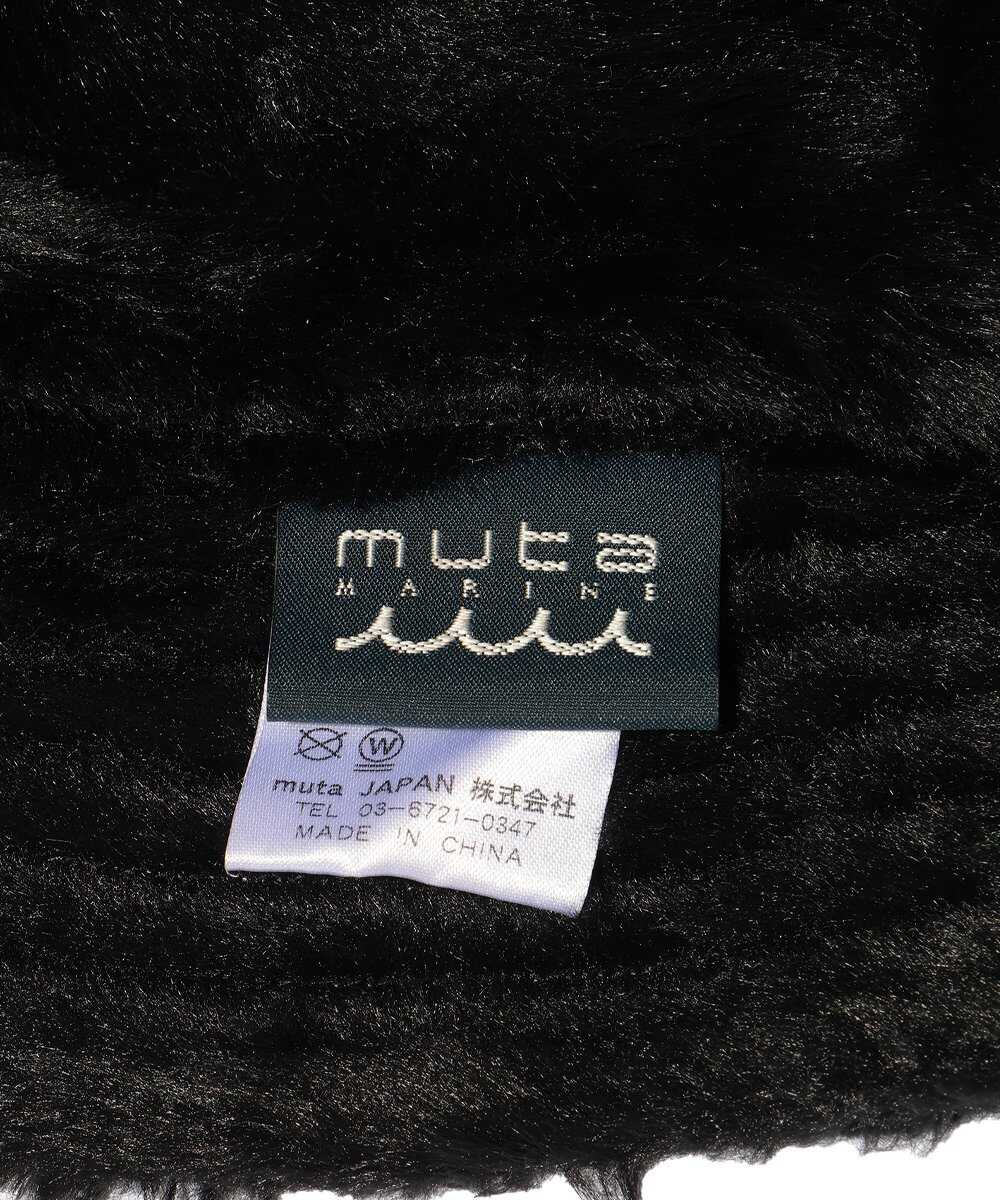 muta
MARINE
W
muta JAPAN 株式会社
TEL 03-6721-0347
MADE IN CHINA